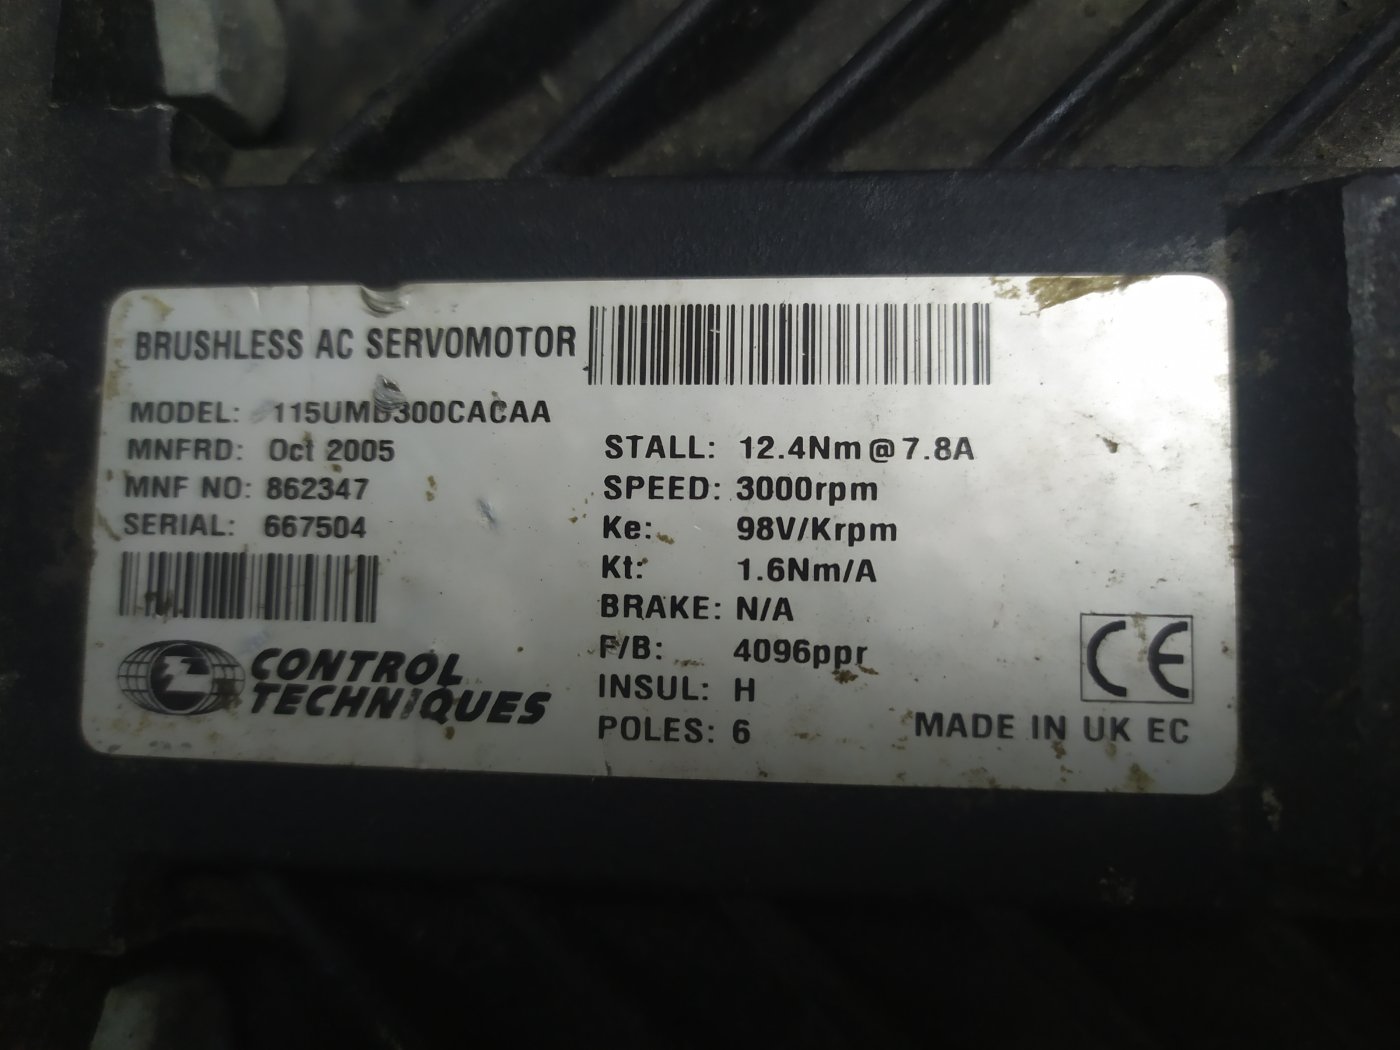 BRUSHLESS AC SERVOMOTOR
MODEL: 115UMD300CACAA
MNFRD: Oct 2005
MNF NO: 862347
SERIAL: 667504
CONTROL
TECHNIQUES
STALL: 12.4Nm@7.8A
SPEED: 3000rpm
Ke: 98V/Krpm
Kt: 1.6Nm/A
BRAKE: N/A
F/B: 4096ppr
INSUL: H
POLES: 6
CE
MADE IN UK EC